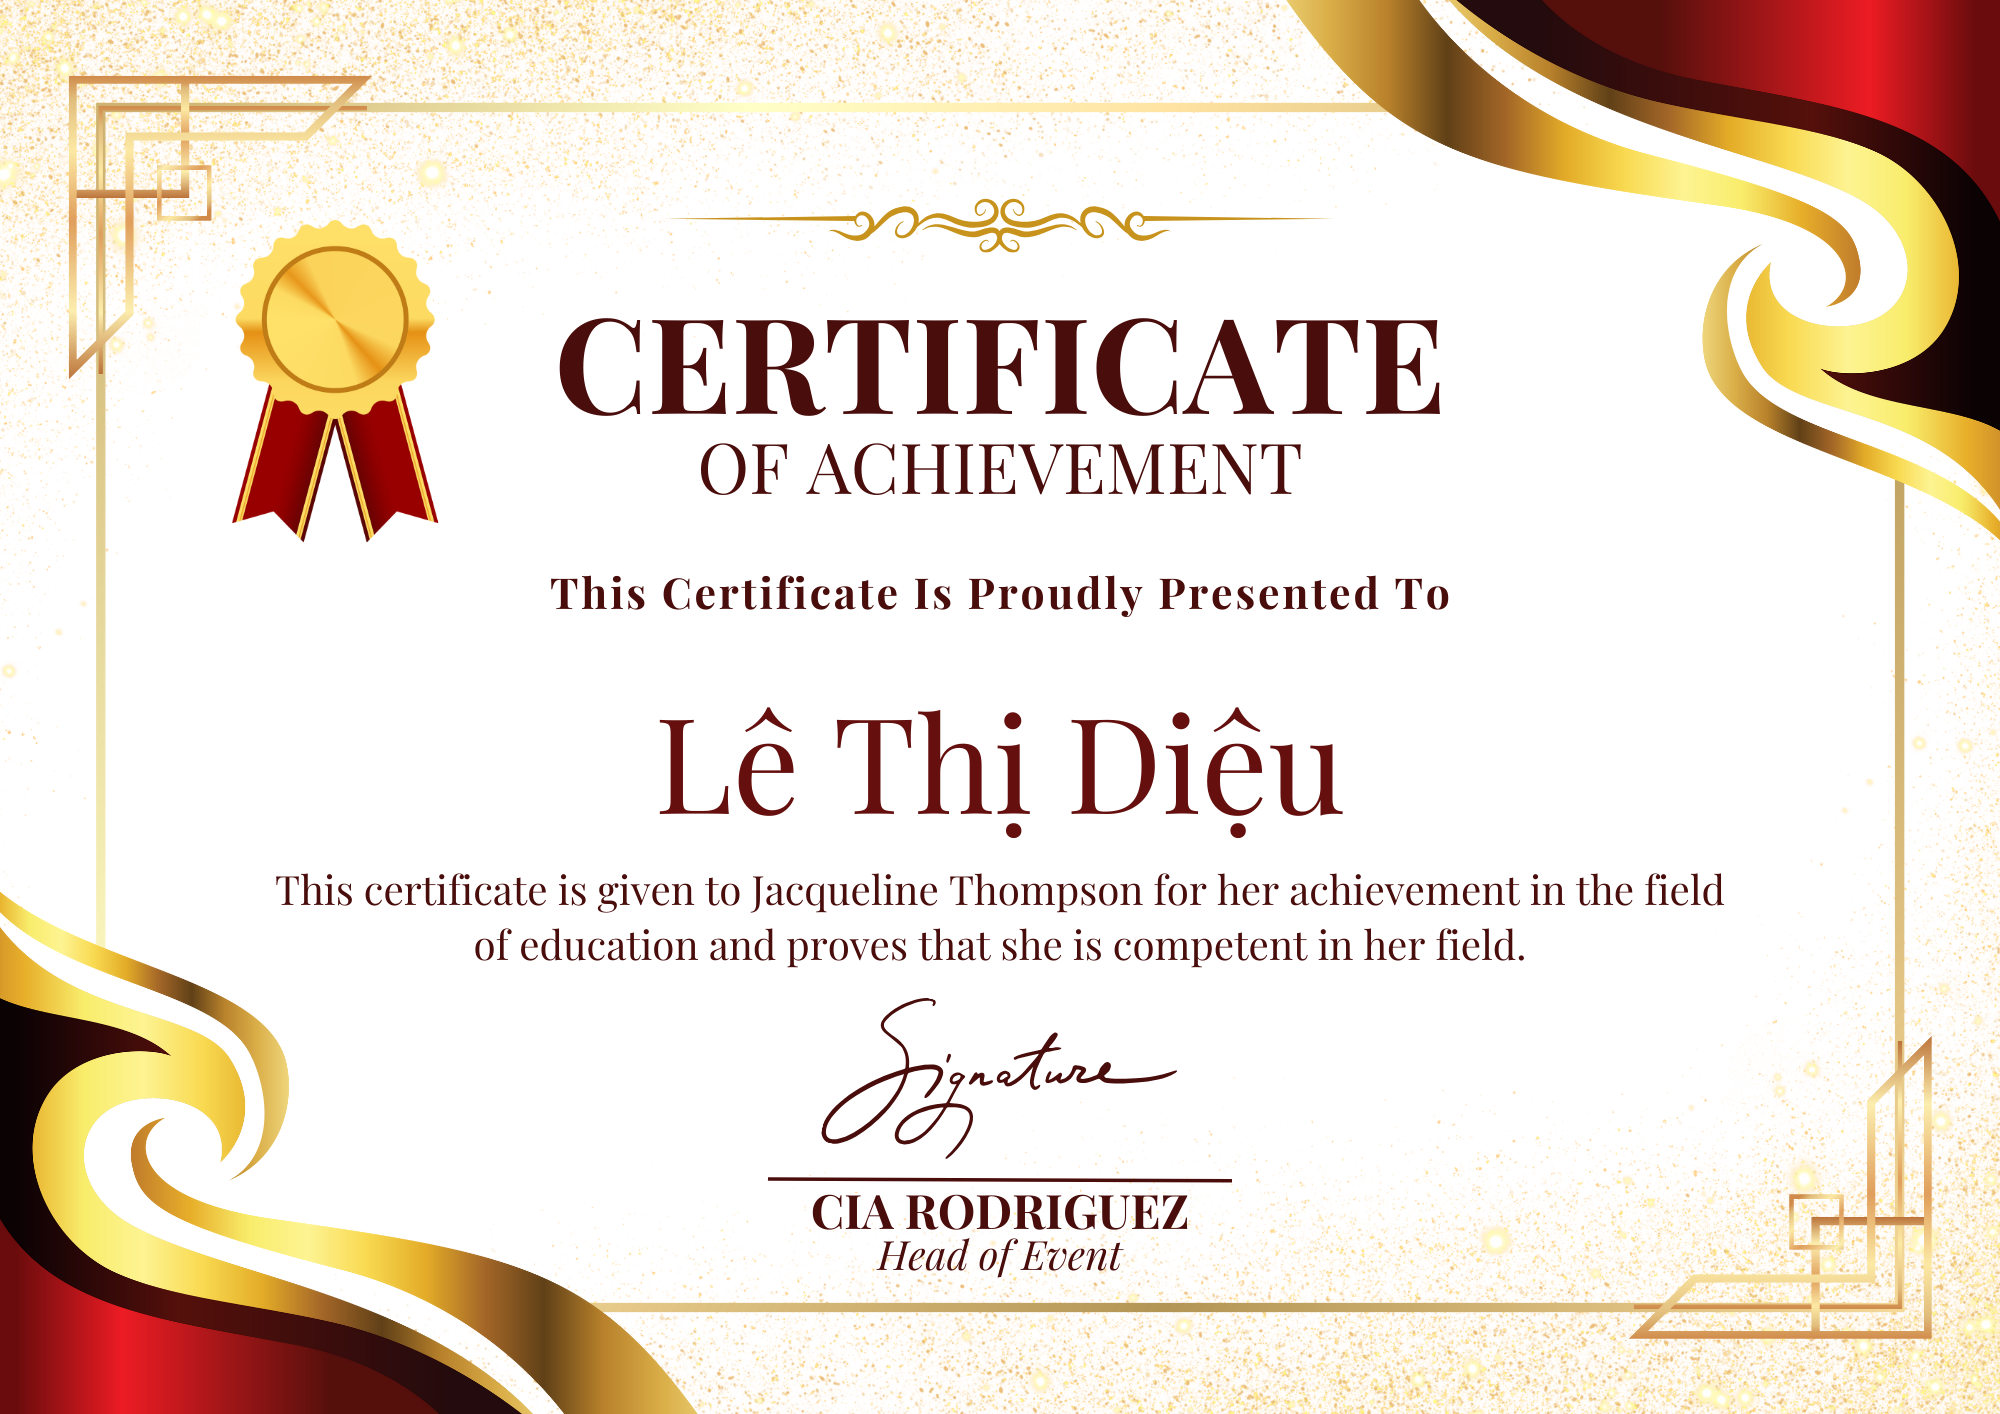 CERTIFICATE
OF ACHIEVEMENT
This Certificate Is Proudly Presented To
Lê Thị Diệu
This certificate is given to Jacqueline Thompson for her achievement in the field
of education and proves that she is competent in her field.
Signature
CIA RODRIGUEZ
Head of Event